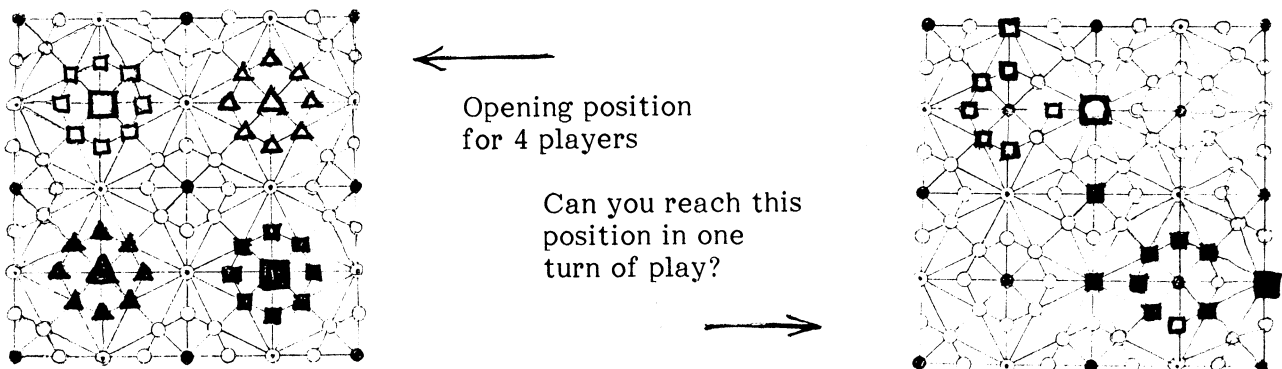 Opening position
for 4 players
Can you reach this
position in one
turn of play?